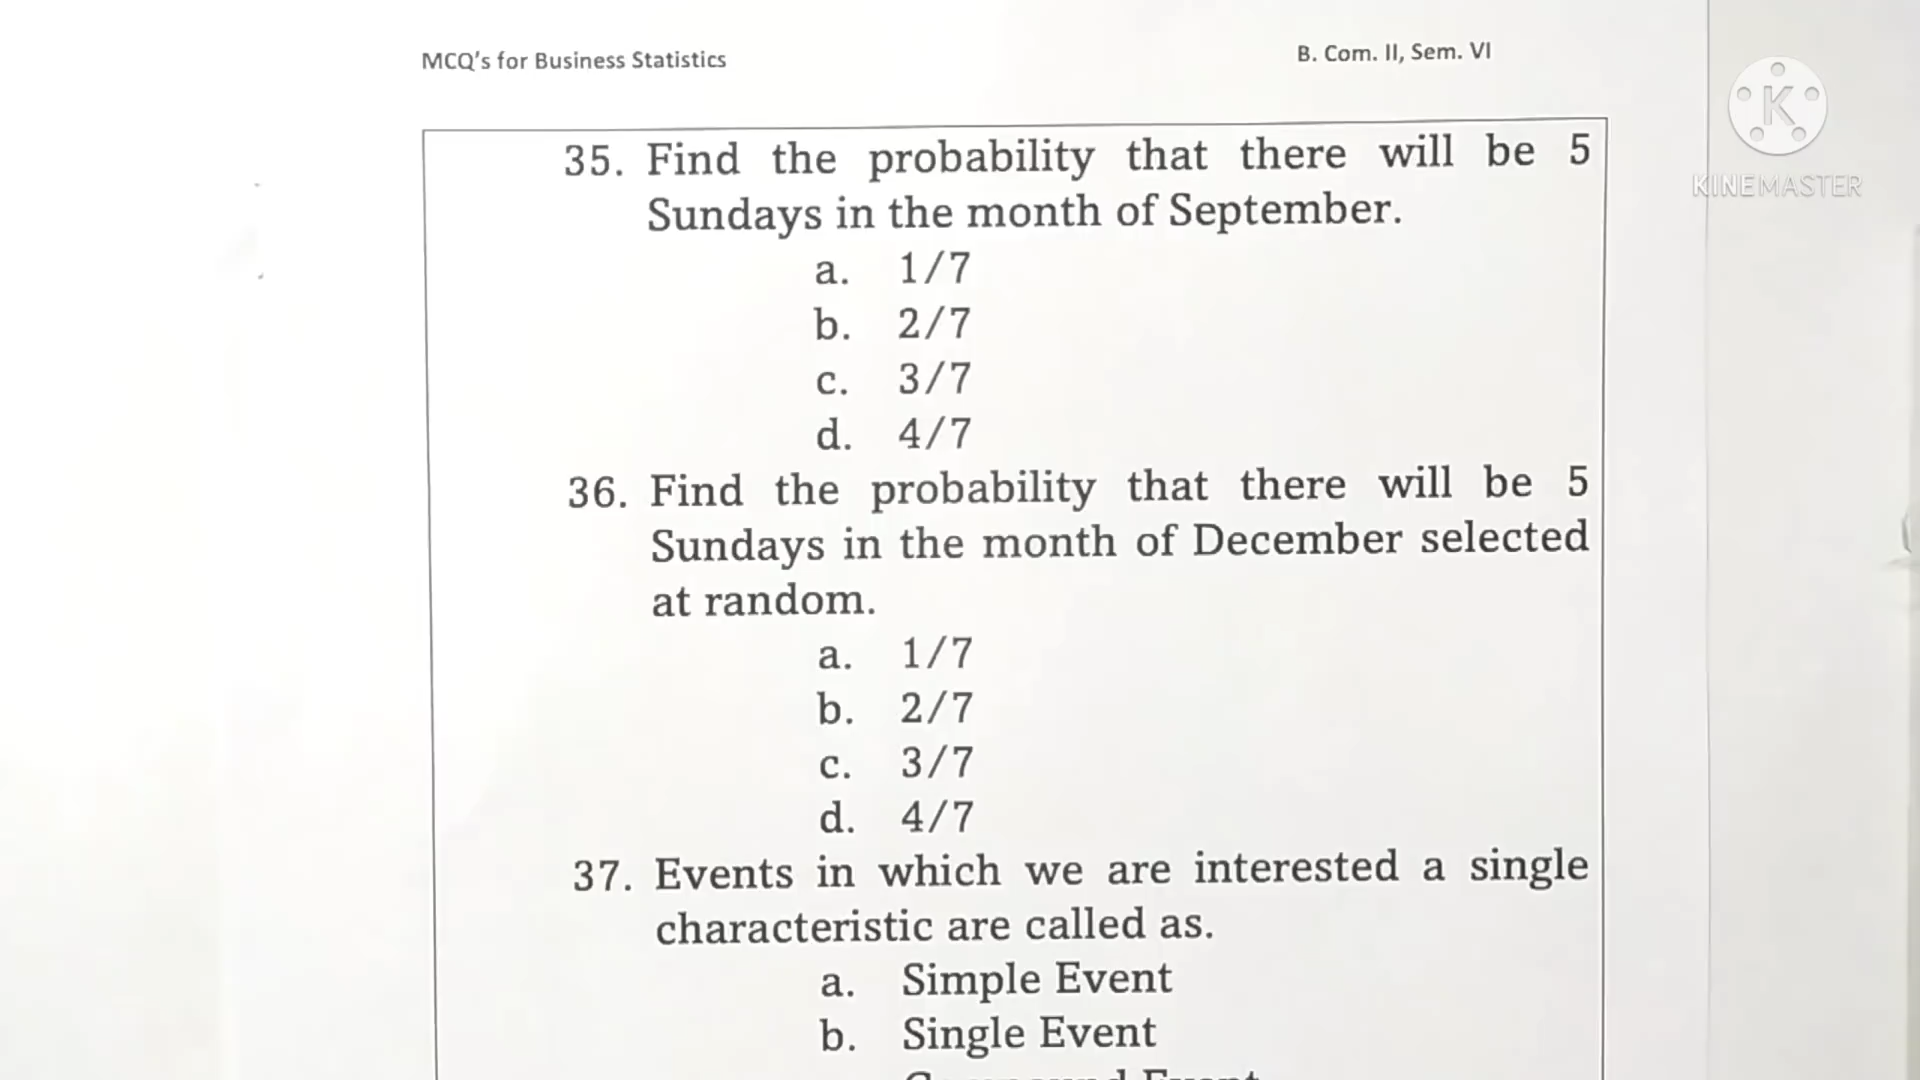 MCQ's for Business Statistics
B. Com. II, Sem. VI
K
KINEMASTER
35. Find the probability that there will be 5
Sundays in the month of September.
a. 1/7
b. 2/7
c. 3/7
d. 4/7
36. Find the probability that there will be 5
Sundays in the month of December selected
at random.
a. 1/7
b. 2/7
c. 3/7
d. 4/7
37. Events in which we are interested a single
characteristic are called as.
a. Simple Event
b. Single Event